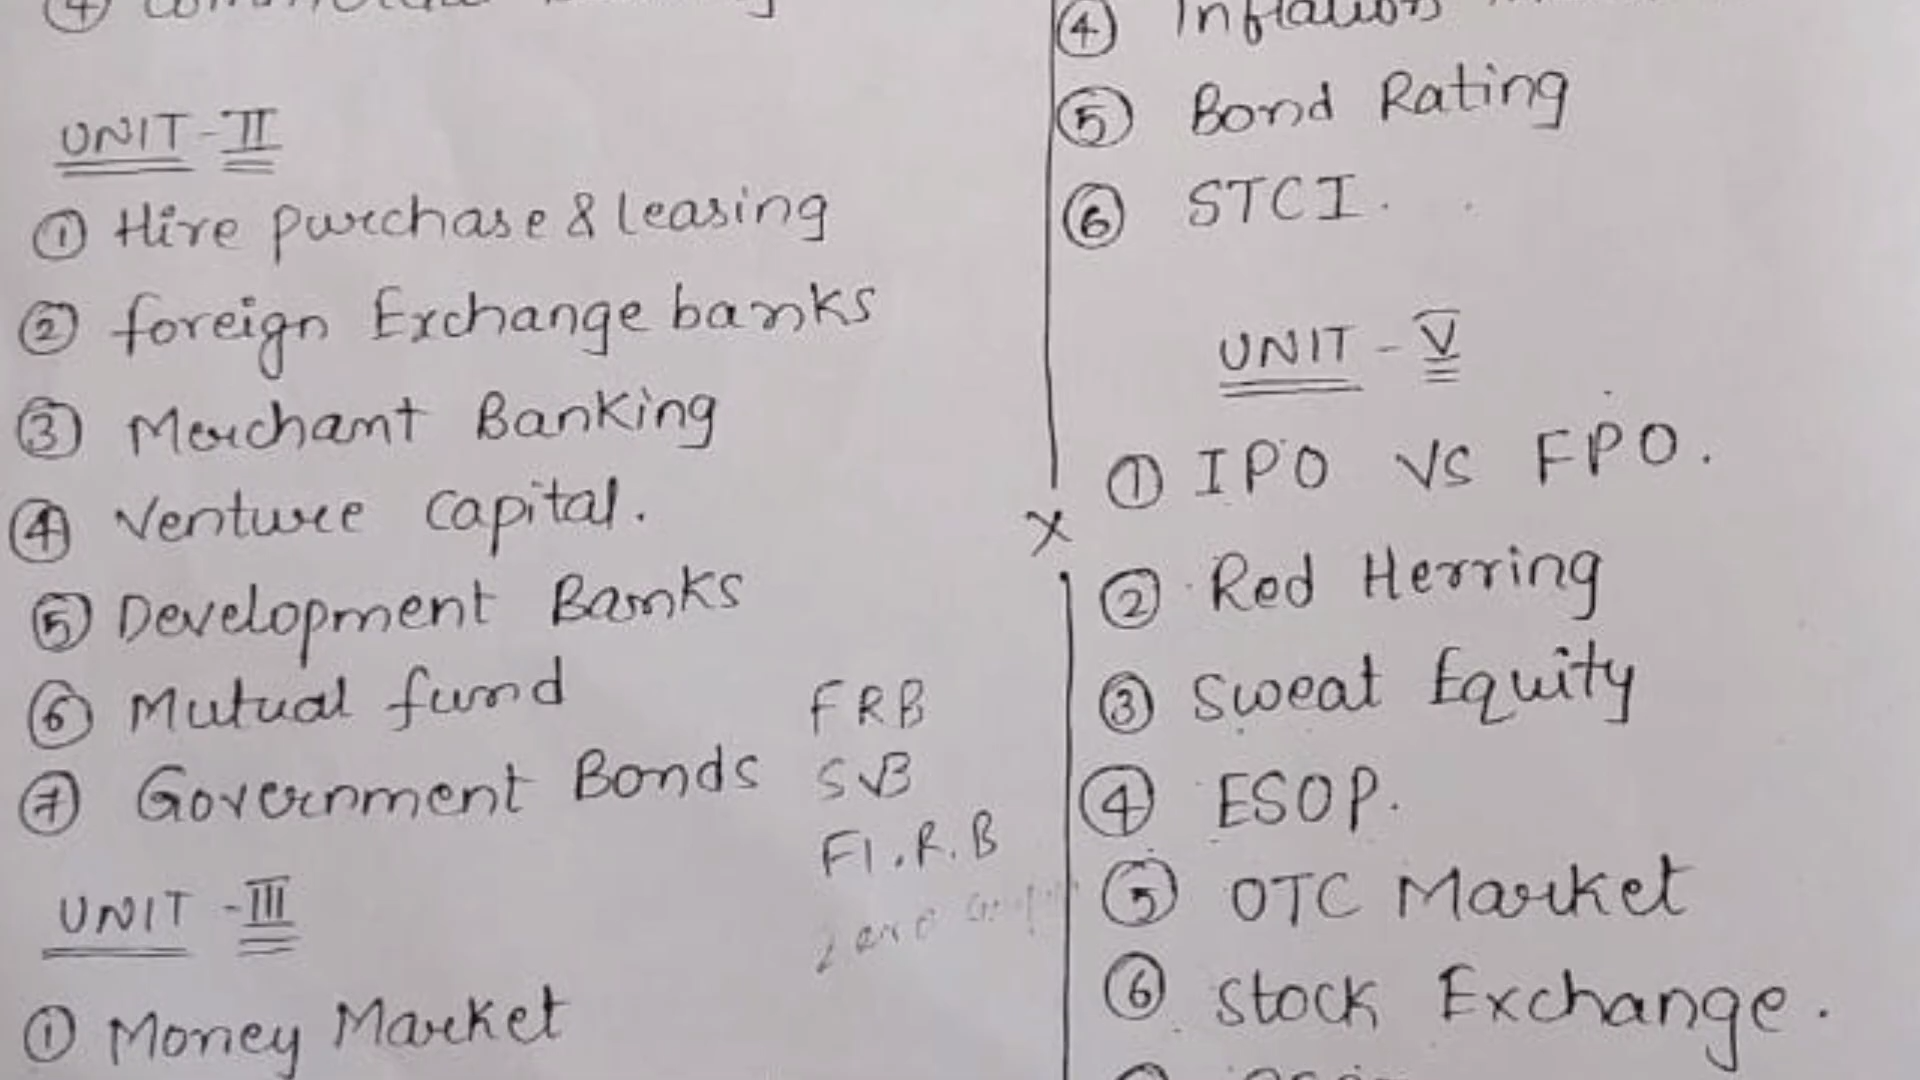 ④ Commercial
UNIT - II
① Hire purchase & leasing
② foreign Exchange banks
③ Merchant Banking
④ Venture capital.
⑤ Development Banks
⑥ Mutual fund
⑦ Government Bonds
FRB
SVB
FI.R.B
UNIT - III
① Money Market
④ Inflation
⑤ Bond Rating
⑥ STCI.
UNIT - V
X
① IPO vs FPO.
② Red Herring
③ Sweat Equity
④ ESOP.
⑤ OTC Market
⑥ Stock Exchange.